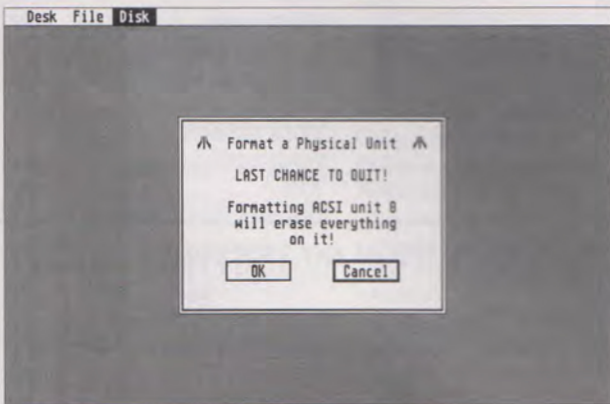 Desk File Disk
Format a Physical Unit
LAST CHANCE TO QUIT!
Formatting ACSI unit 0
will erase everything
on it!
OK Cancel